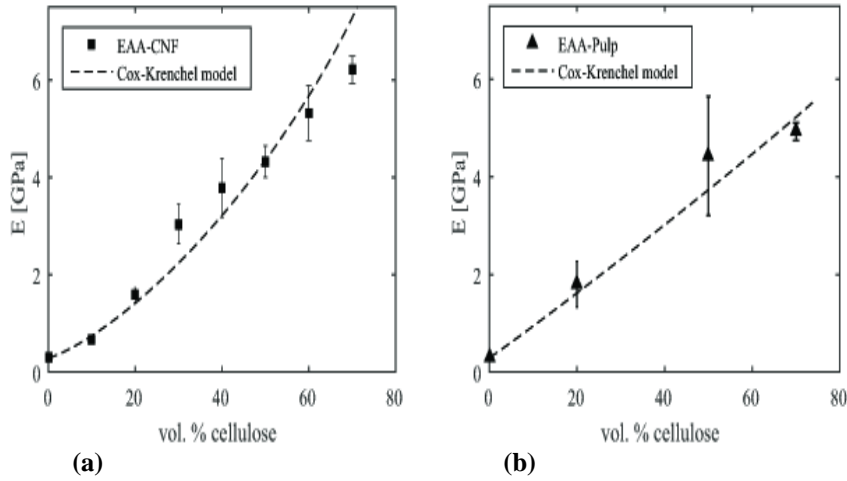 EAA-CNF
Cox-Krenchel model
6
4
2
0
E [GPa]
0 20 40 60 80
vol. % cellulose
(a)
EAA-Pulp
Cox-Krenchel model
6
4
2
0
E [GPa]
0 20 40 60 80
vol. % cellulose
(b)